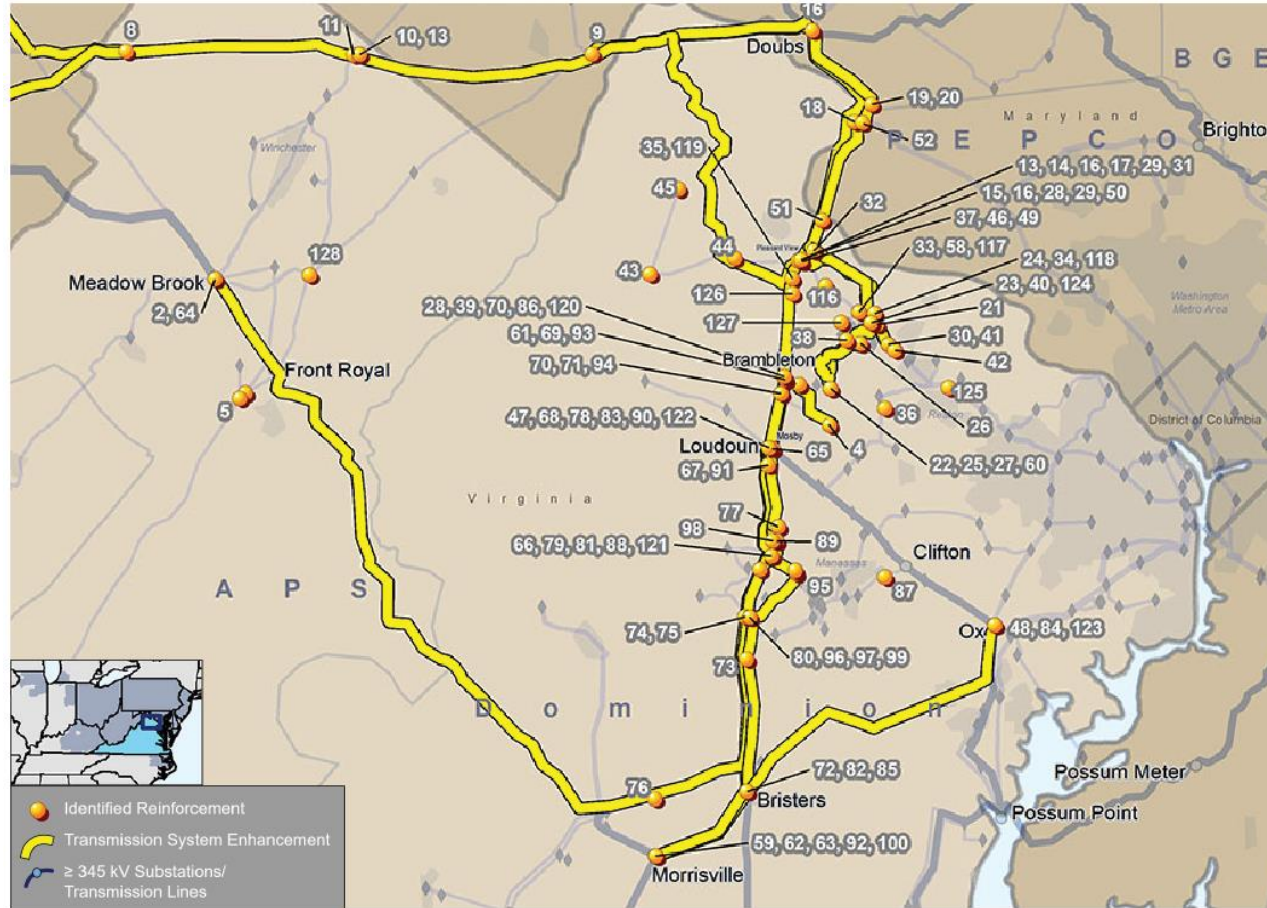 8
11
10, 13
9
16
Doubs
B G E
19, 20
18
52
Maryland
P E P C O
Winchester
35, 119
45
13, 14, 16, 17, 29, 31
15, 16, 28, 29, 50
37, 46, 49
32
51
33, 58, 117
24, 34, 118
23, 40, 124
21
44
Pleasant View
43
128
Meadow Brook
2, 64
126
116
Washington
Metro Area
28, 39, 70, 86, 120
61, 69, 93
127
38
30, 41
42
Brambleton
70, 71, 94
Front Royal
5
125
36
Reston
26
District of Columbia
47, 68, 78, 83, 90, 122
Mosby
Loudoun
65
4
22, 25, 27, 60
67, 91
Virginia
77
98
89
66, 79, 81, 88, 121
Manassas
Clifton
95
87
A P S
74, 75
Ox
48, 84, 123
80, 96, 97, 99
73
D o m i n i o n
76
72, 82, 85
Bristers
Possum Meter
Possum Point
59, 62, 63, 92, 100
Morrisville
Identified Reinforcement
Transmission System Enhancement
≥ 345 kV Substations/
Transmission Lines